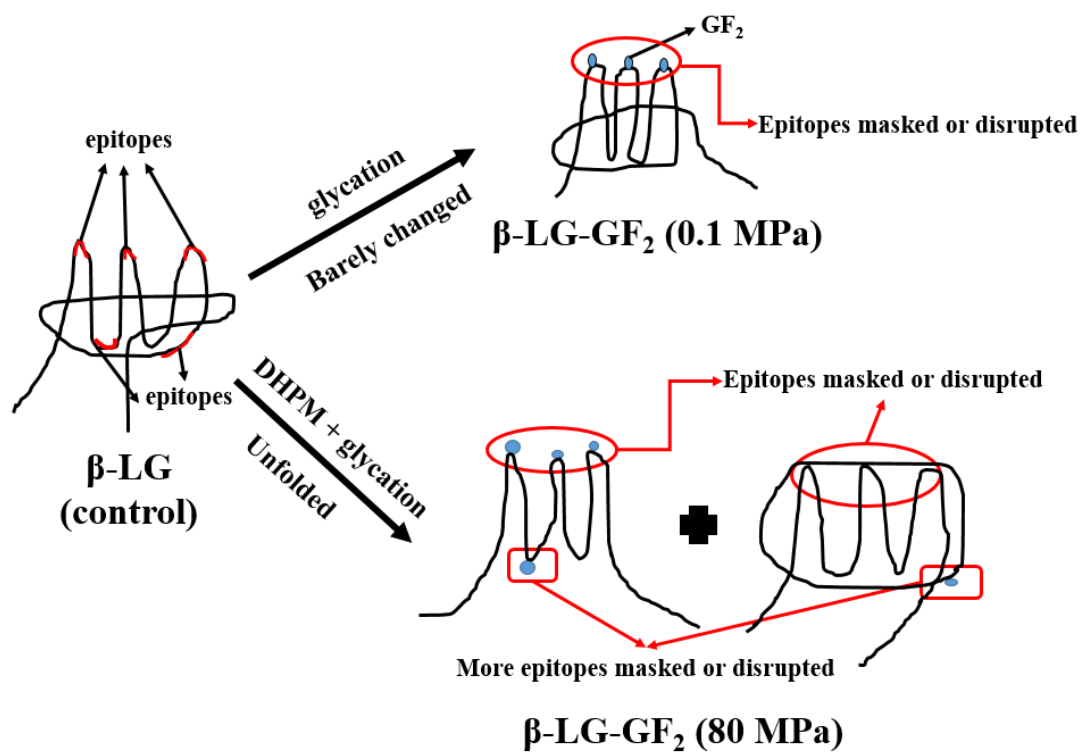 GF₂
Epitopes masked or disrupted
epitopes
glycation
Barely changed
β-LG-GF₂ (0.1 MPa)
epitopes
β-LG
(control)
DHPM + glycation
Unfolded
Epitopes masked or disrupted
More epitopes masked or disrupted
β-LG-GF₂ (80 MPa)